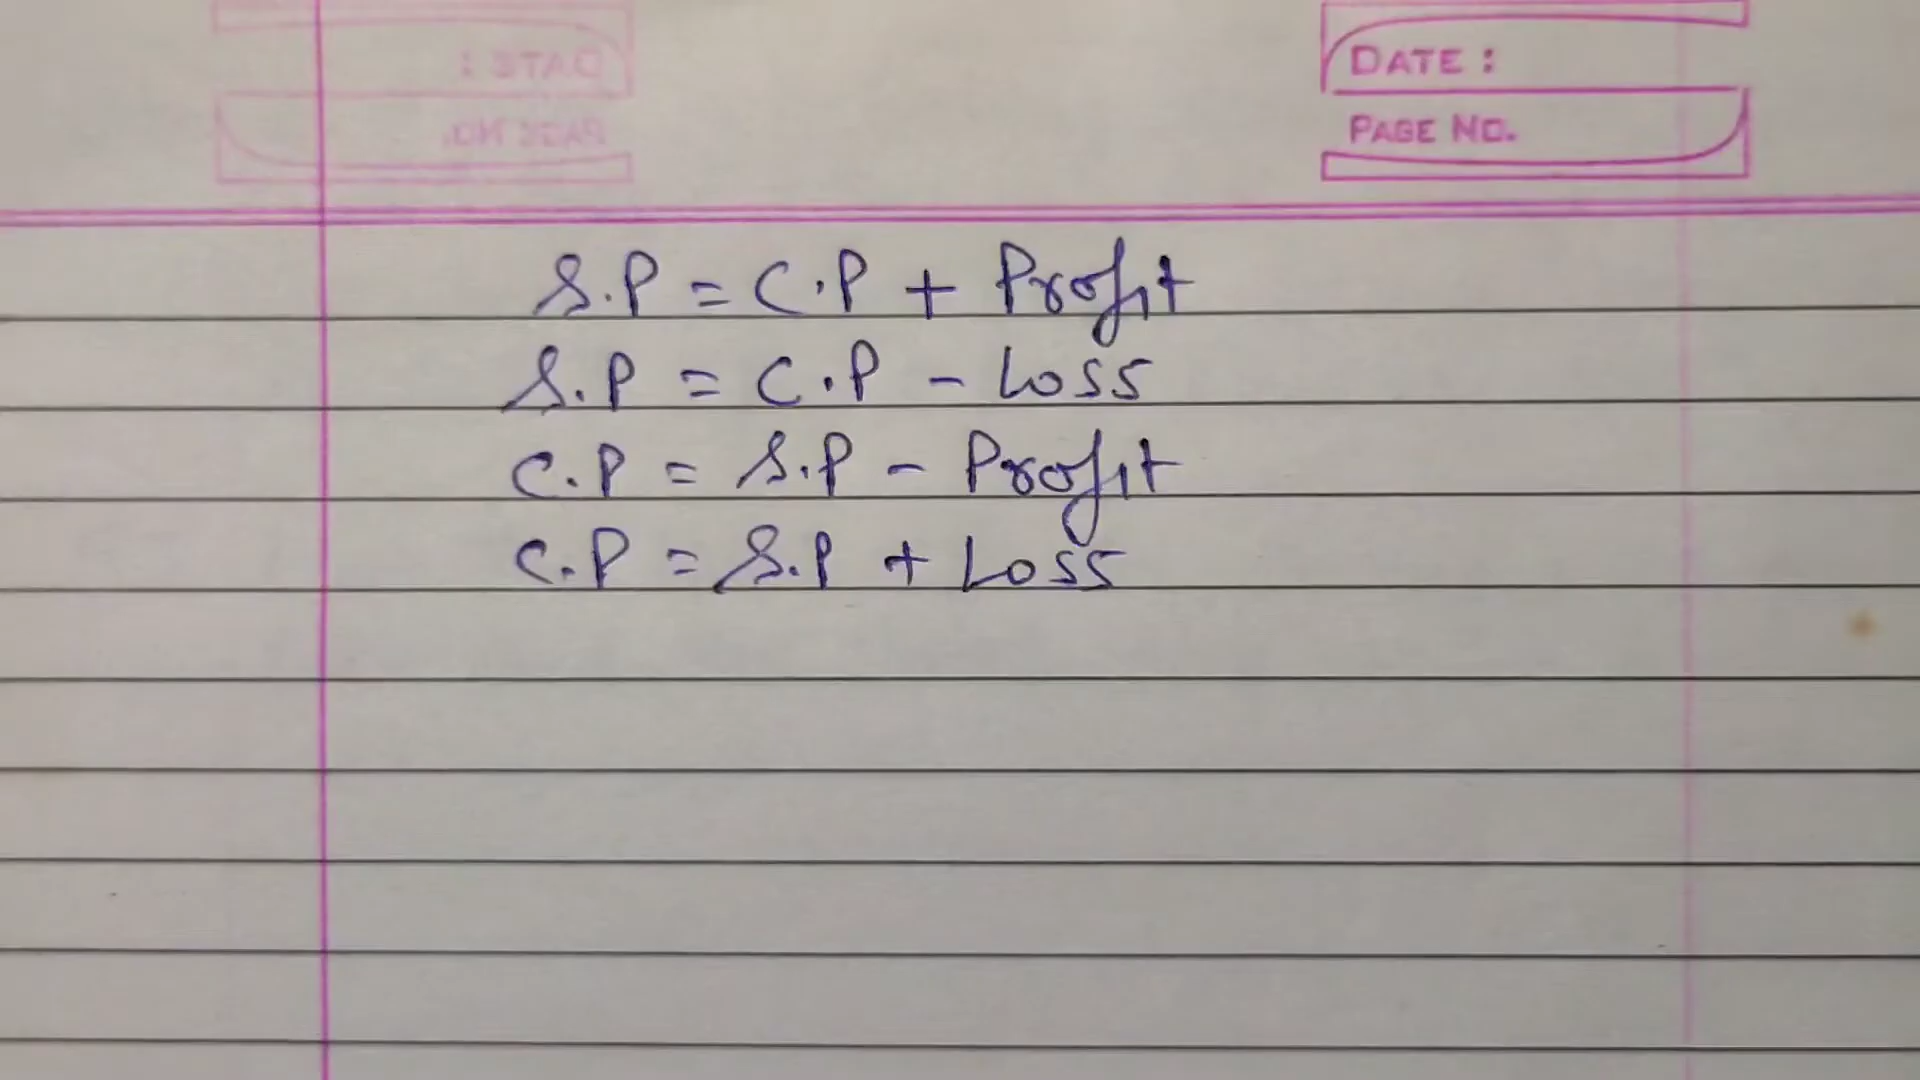 DATE :
PAGE NO.
S.P = C.P + Profit
S.P = C.P - Loss
C.P = S.P - Profit
C.P = S.P + Loss